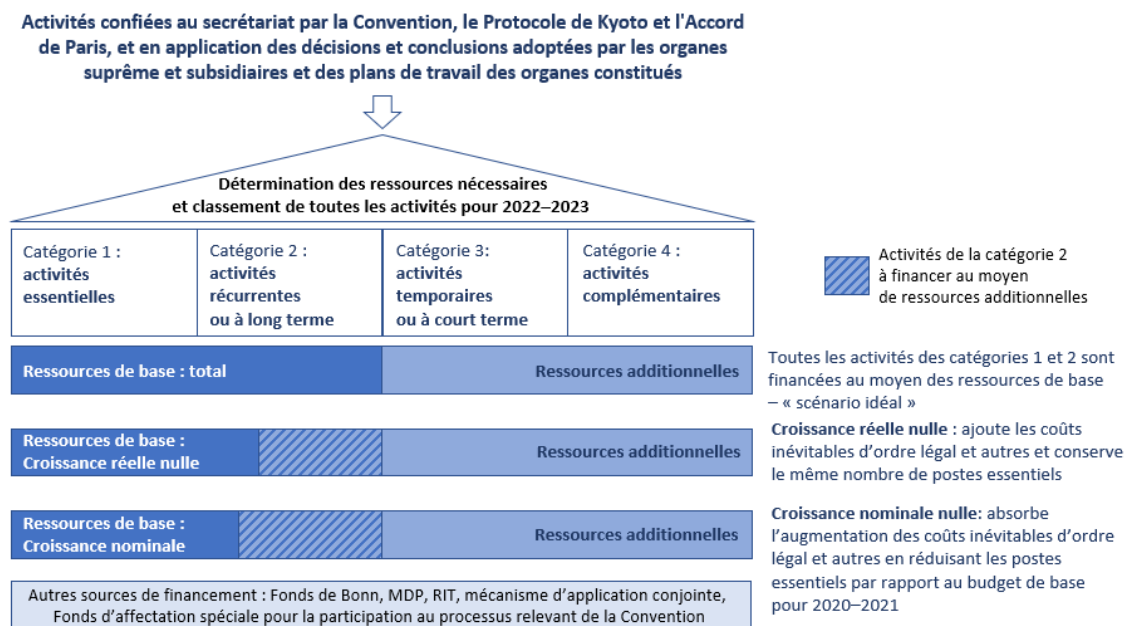 Activités confiées au secrétariat par la Convention, le Protocole de Kyoto et l'Accord
de Paris, et en application des décisions et conclusions adoptées par les organes
suprême et subsidiaires et des plans de travail des organes constitués
Détermination des ressources nécessaires
et classement de toutes les activités pour 2022–2023
Catégorie 1 :
activités
essentielles
Catégorie 2 :
activités
récurrentes
ou à long terme
Catégorie 3:
activités
temporaires
ou à court terme
Catégorie 4 :
activités
complémentaires
Activités de la catégorie 2
à financer au moyen
de ressources additionnelles
Ressources de base : total
Ressources additionnelles
Toutes les activités des catégories 1 et 2 sont
financées au moyen des ressources de base
– « scénario idéal »
Ressources de base :
Croissance réelle nulle
Ressources additionnelles
Croissance réelle nulle : ajoute les coûts
inévitables d’ordre légal et autres et conserve
le même nombre de postes essentiels
Ressources de base :
Croissance nominale
Ressources additionnelles
Croissance nominale nulle: absorbe
l’augmentation des coûts inévitables d’ordre
légal et autres en réduisant les postes
essentiels par rapport au budget de base
pour 2020–2021
Autres sources de financement : Fonds de Bonn, MDP, RIT, mécanisme d’application conjointe,
Fonds d’affectation spéciale pour la participation au processus relevant de la Convention